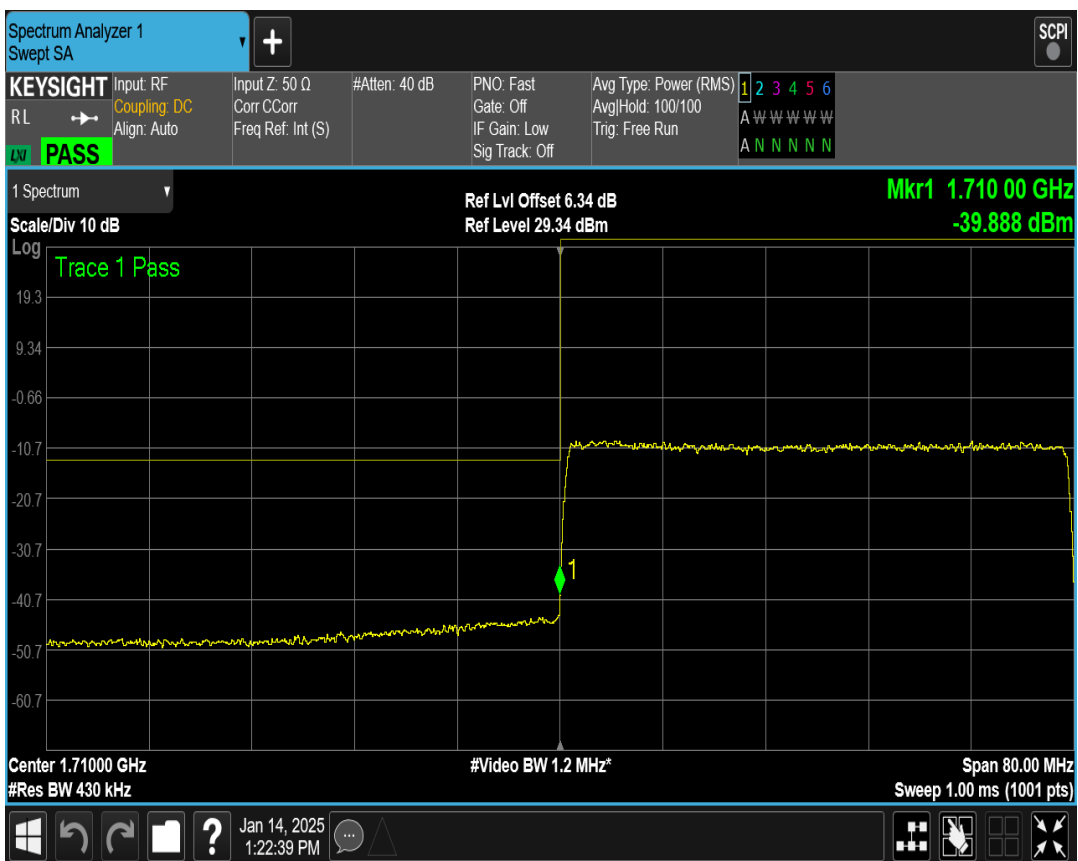 Spectrum Analyzer 1
Swept SA
SCPI
KEYSIGHT
RL
LXI PASS
Input: RF
Coupling: DC
Align: Auto
Input Z: 50 Ω
Corr CCorr
Freq Ref: Int (S)
#Atten: 40 dB
PNO: Fast
Gate: Off
IF Gain: Low
Sig Track: Off
Avg Type: Power (RMS)
Avg|Hold: 100/100
Trig: Free Run
1 2 3 4 5 6
A W W W W W
A N N N N N
1 Spectrum
Scale/Div 10 dB
Ref Lvl Offset 6.34 dB
Ref Level 29.34 dBm
Mkr1 1.710 00 GHz
-39.888 dBm
Log
Trace 1 Pass
19.3
9.34
-0.66
-10.7
-20.7
-30.7
1
-40.7
-50.7
-60.7
Center 1.71000 GHz
#Res BW 430 kHz
#Video BW 1.2 MHz*
Span 80.00 MHz
Sweep 1.00 ms (1001 pts)
?
Jan 14, 2025
1:22:39 PM